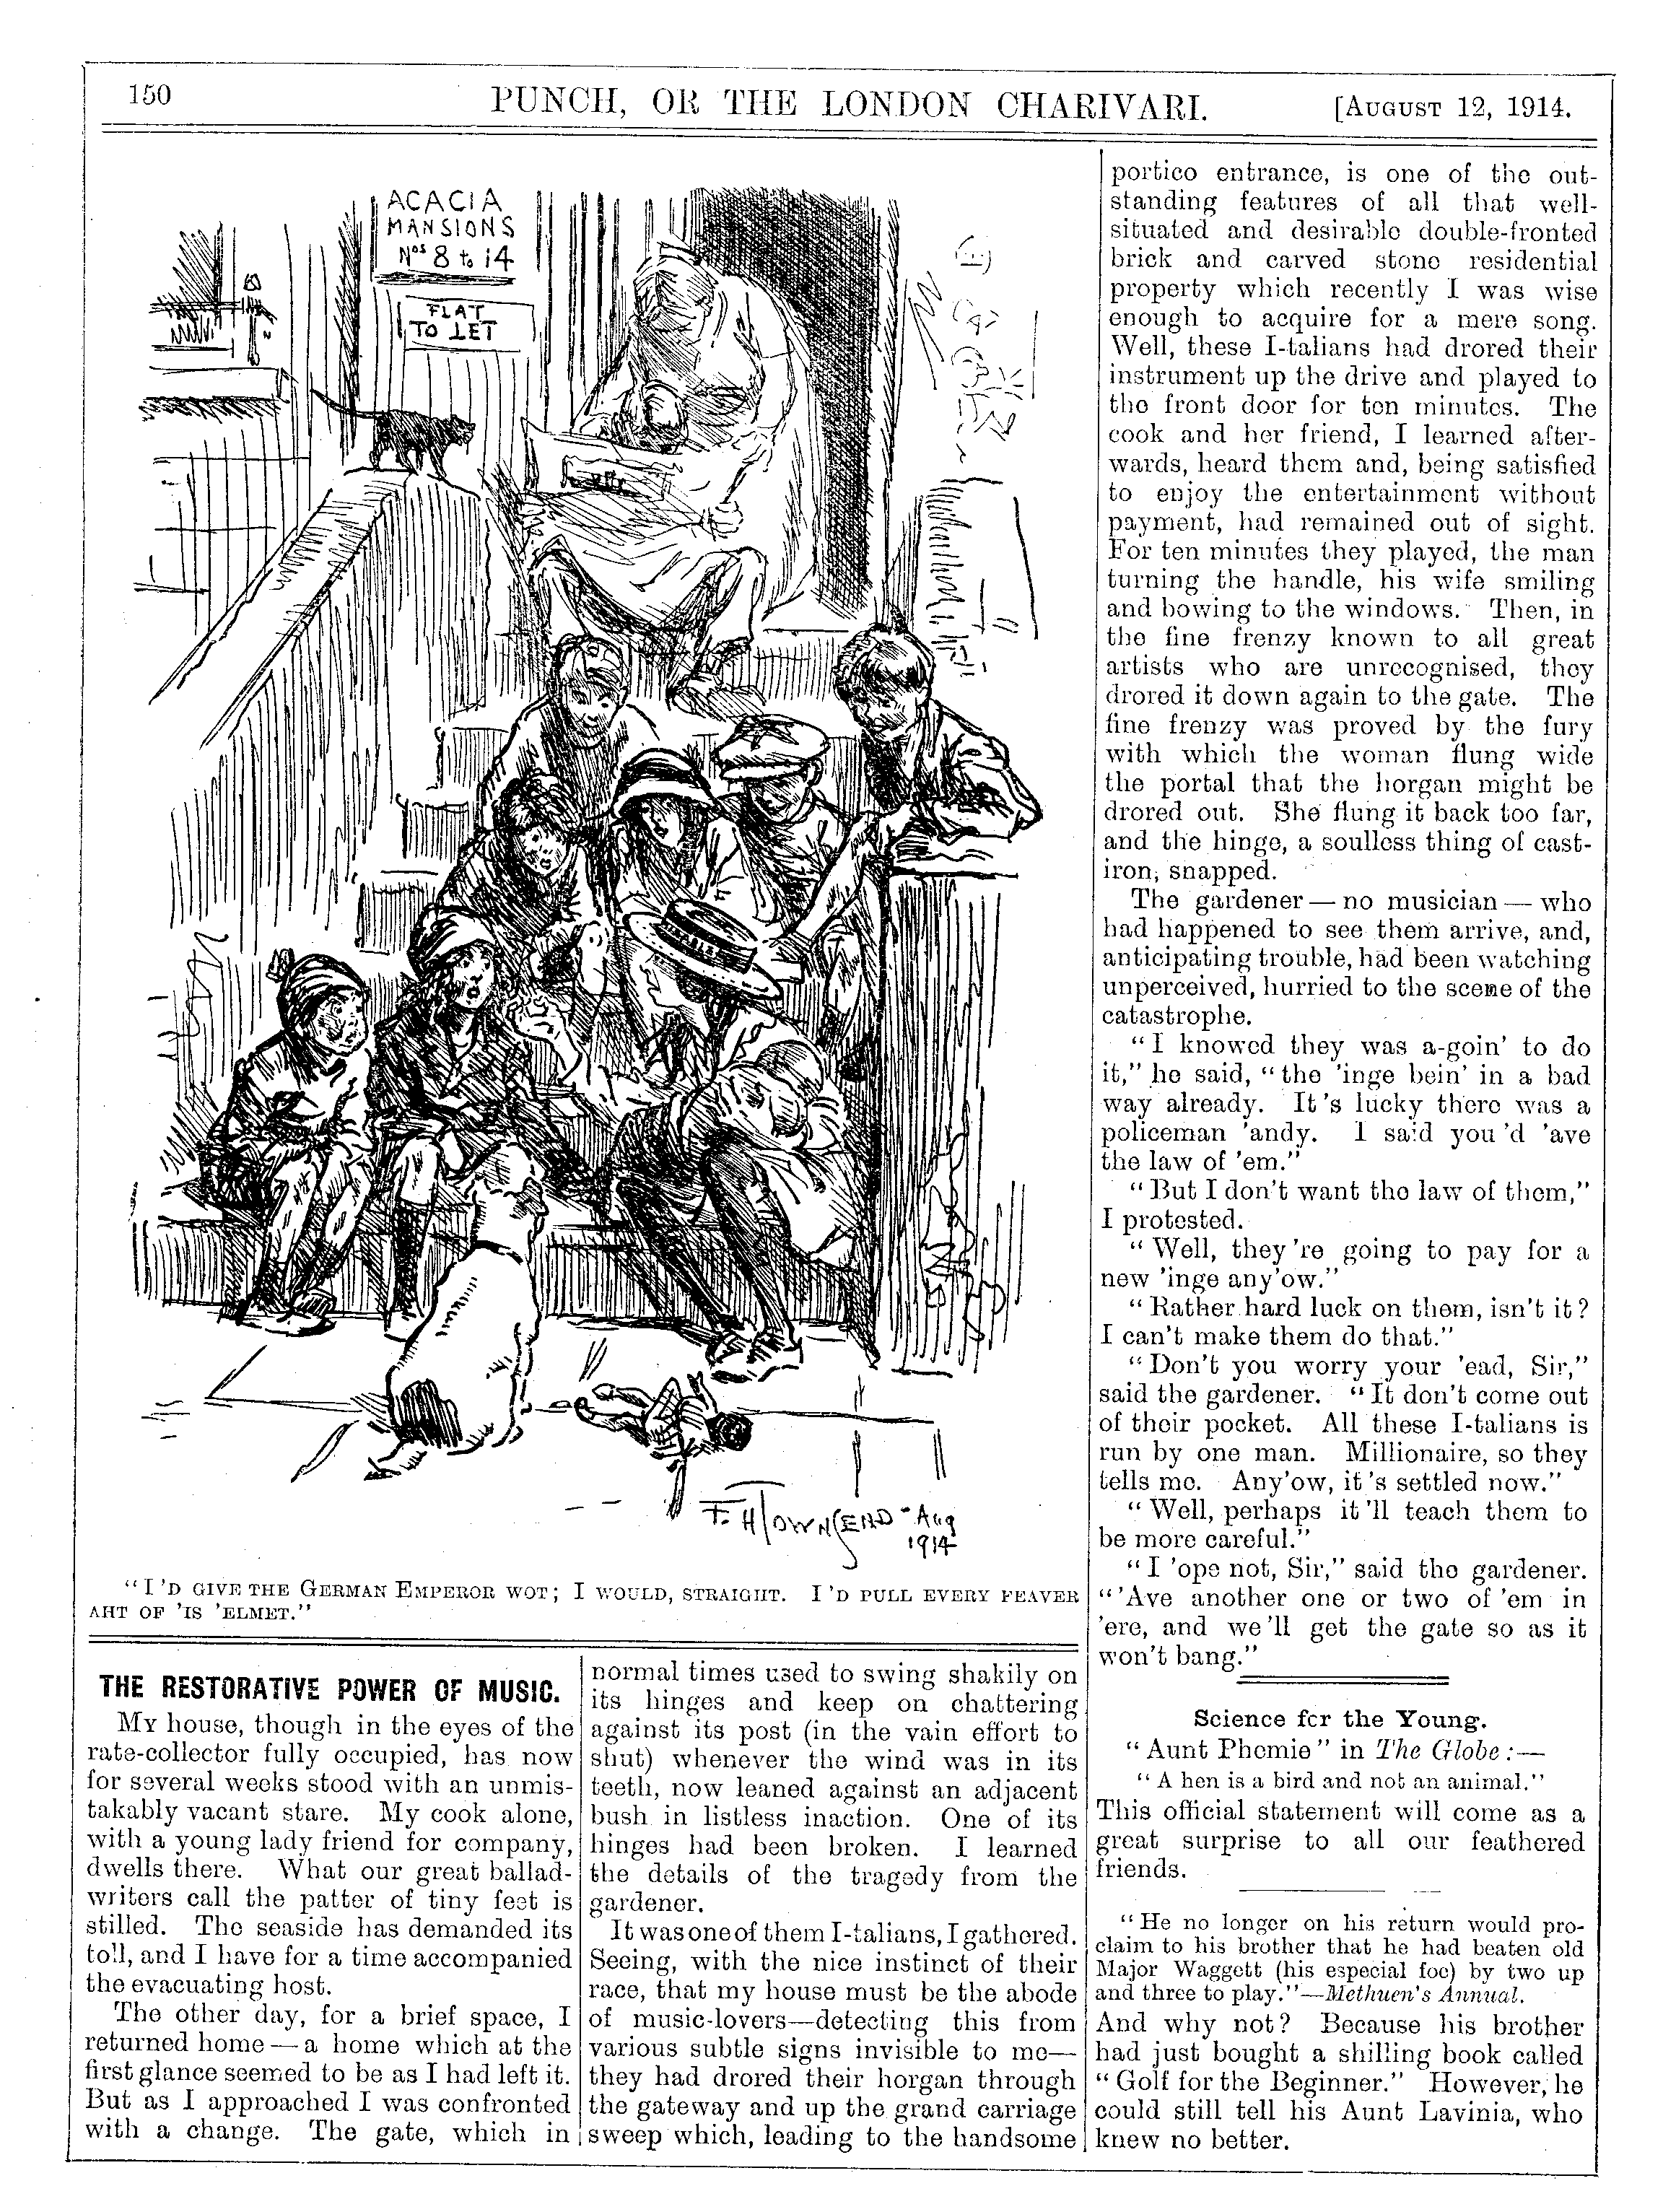 150
PUNCH, OR THE LONDON CHARIVARI.
[AUGUST 12, 1914.
ACACIA
MANSIONS
Nos 8 to 14
FLAT
TO LET
F. H. TOWNSEND - Aug
1914
"I'D GIVE THE GERMAN EMPEROR WOT; I WOULD, STRAIGHT. I'D PULL EVERY FEAVER
AHT OF 'IS 'ELMET."
THE RESTORATIVE POWER OF MUSIC.
MY house, though in the eyes of the
rate-collector fully occupied, has now
for several weeks stood with an unmis-
takably vacant stare. My cook alone,
with a young lady friend for company,
dwells there. What our great ballad-
writers call the patter of tiny feet is
stilled. The seaside has demanded its
toll, and I have for a time accompanied
the evacuating host.
The other day, for a brief space, I
returned home—a home which at the
first glance seemed to be as I had left it.
But as I approached I was confronted
with a change. The gate, which in
normal times used to swing shakily on
its hinges and keep on chattering
against its post (in the vain effort to
shut) whenever the wind was in its
teeth, now leaned against an adjacent
bush in listless inaction. One of its
hinges had been broken. I learned
the details of the tragedy from the
gardener.
It was one of them I-talians, I gathered.
Seeing, with the nice instinct of their
race, that my house must be the abode
of music-lovers—detecting this from
various subtle signs invisible to me—
they had drored their horgan through
the gateway and up the grand carriage
sweep which, leading to the handsome
portico entrance, is one of the out-
standing features of all that well-
situated and desirable double-fronted
brick and carved stone residential
property which recently I was wise
enough to acquire for a mere song.
Well, these I-talians had drored their
instrument up the drive and played to
the front door for ten minutes. The
cook and her friend, I learned after-
wards, heard them and, being satisfied
to enjoy the entertainment without
payment, had remained out of sight.
For ten minutes they played, the man
turning the handle, his wife smiling
and bowing to the windows. Then, in
the fine frenzy known to all great
artists who are unrecognised, they
drored it down again to the gate. The
fine frenzy was proved by the fury
with which the woman flung wide
the portal that the horgan might be
drored out. She flung it back too far,
and the hinge, a soulless thing of cast-
iron, snapped.
The gardener—no musician—who
had happened to see them arrive, and,
anticipating trouble, had been watching
unperceived, hurried to the scene of the
catastrophe.
"I knowed they was a-goin' to do
it," he said, "the 'inge bein' in a bad
way already. It's lucky there was a
policeman 'andy. I said you'd 'ave
the law of 'em."
"But I don't want the law of them,"
I protested.
"Well, they're going to pay for a
new 'inge any'ow."
"Rather hard luck on them, isn't it?
I can't make them do that."
"Don't you worry your 'ead, Sir,"
said the gardener. "It don't come out
of their pocket. All these I-talians is
run by one man. Millionaire, so they
tells me. Any'ow, it's settled now."
"Well, perhaps it'll teach them to
be more careful."
"I 'ope not, Sir," said the gardener.
"'Ave another one or two of 'em in
'ere, and we'll get the gate so as it
won't bang."
Science for the Young.
"Aunt Phemie" in The Globe:—
"A hen is a bird and not an animal."
This official statement will come as a
great surprise to all our feathered
friends.
"He no longer on his return would pro-
claim to his brother that he had beaten old
Major Waggett (his especial foe) by two up
and three to play."—Methuen's Annual.
And why not? Because his brother
had just bought a shilling book called
"Golf for the Beginner." However, he
could still tell his Aunt Lavinia, who
knew no better.